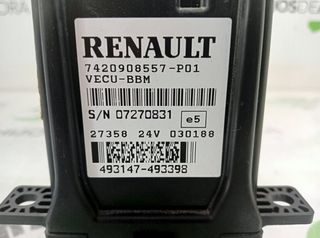 RENAULT
7420908557-P01
VECU-BBM
S/N 07270831 e5
27358 24V 030188
493147-493398